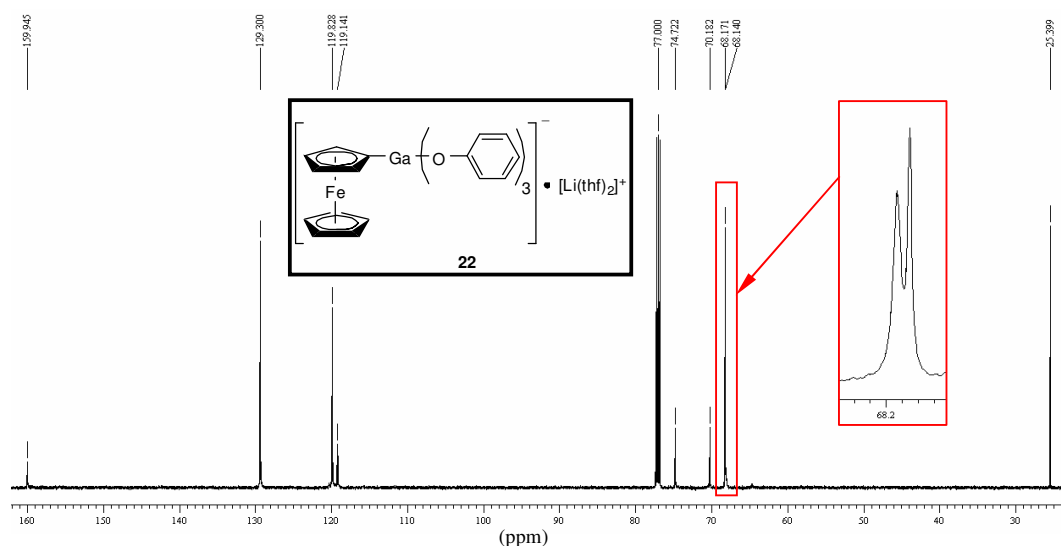 159.945 129.300 119.828 119.141 77.000 74.722 70.182 68.171 68.140 25.399
Ga O 3 − • [Li(thf)2]+
Fe
22
68.2
160 150 140 130 120 110 100 90 80 70 60 50 40 30
(ppm)